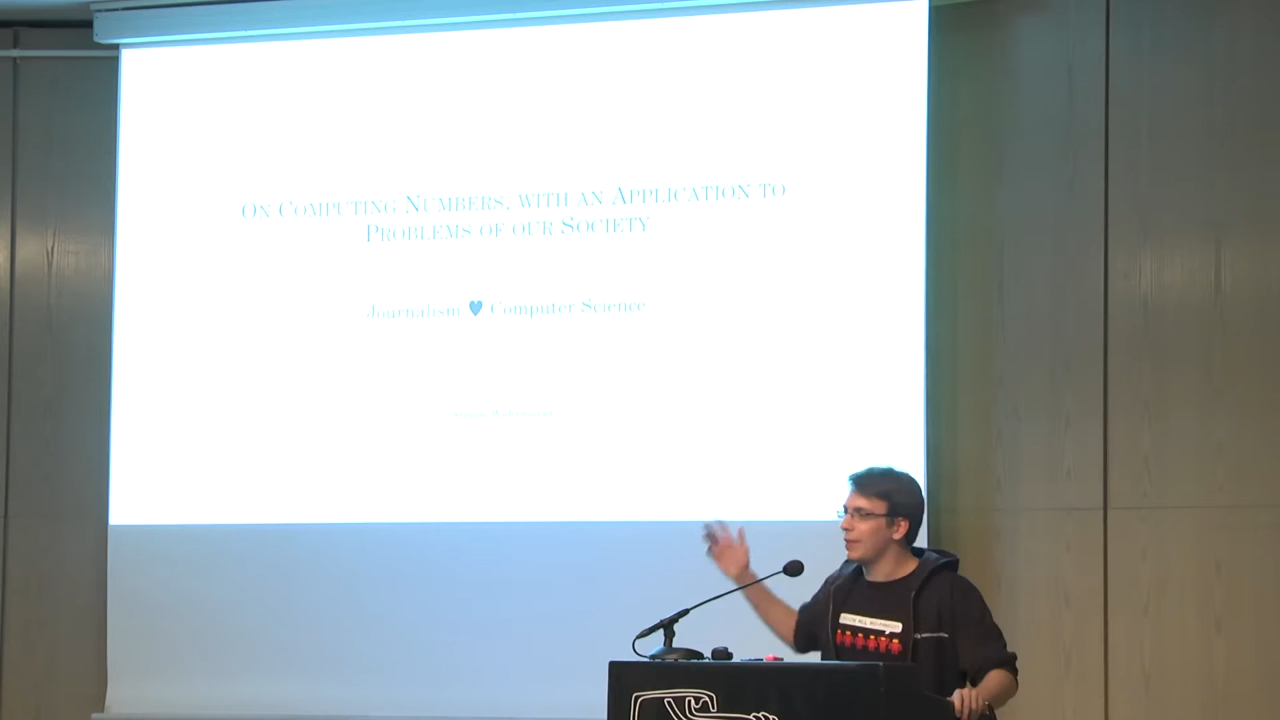 On Computing Numbers, with an Application to
Problems of our Society
Journalism ♥ Computer Science